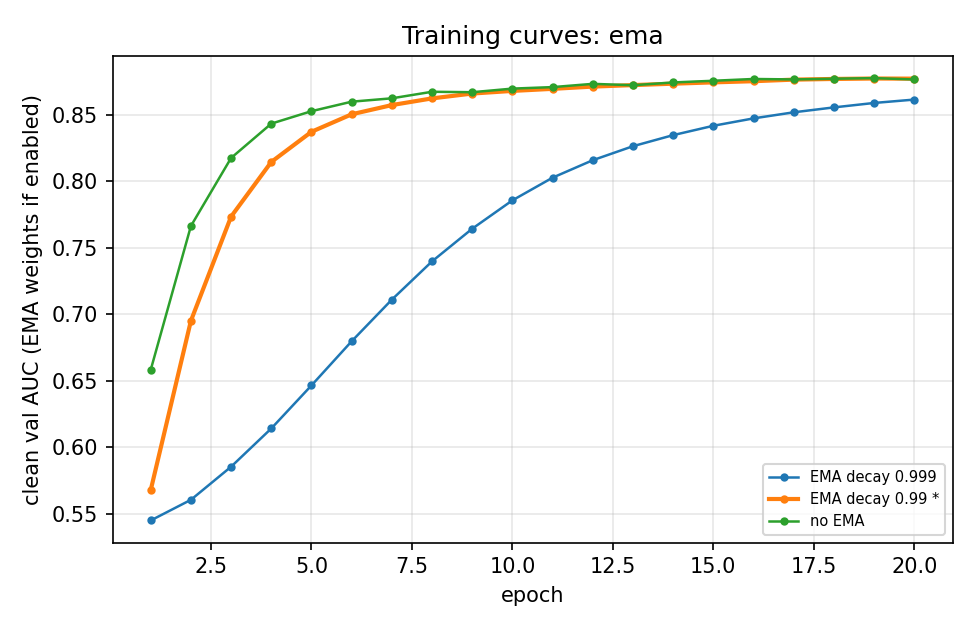 Training curves: ema
clean val AUC (EMA weights if enabled)
0.85
0.80
0.75
0.70
0.65
0.60
0.55
EMA decay 0.999
EMA decay 0.99 *
no EMA
2.5 5.0 7.5 10.0 12.5 15.0 17.5 20.0
epoch